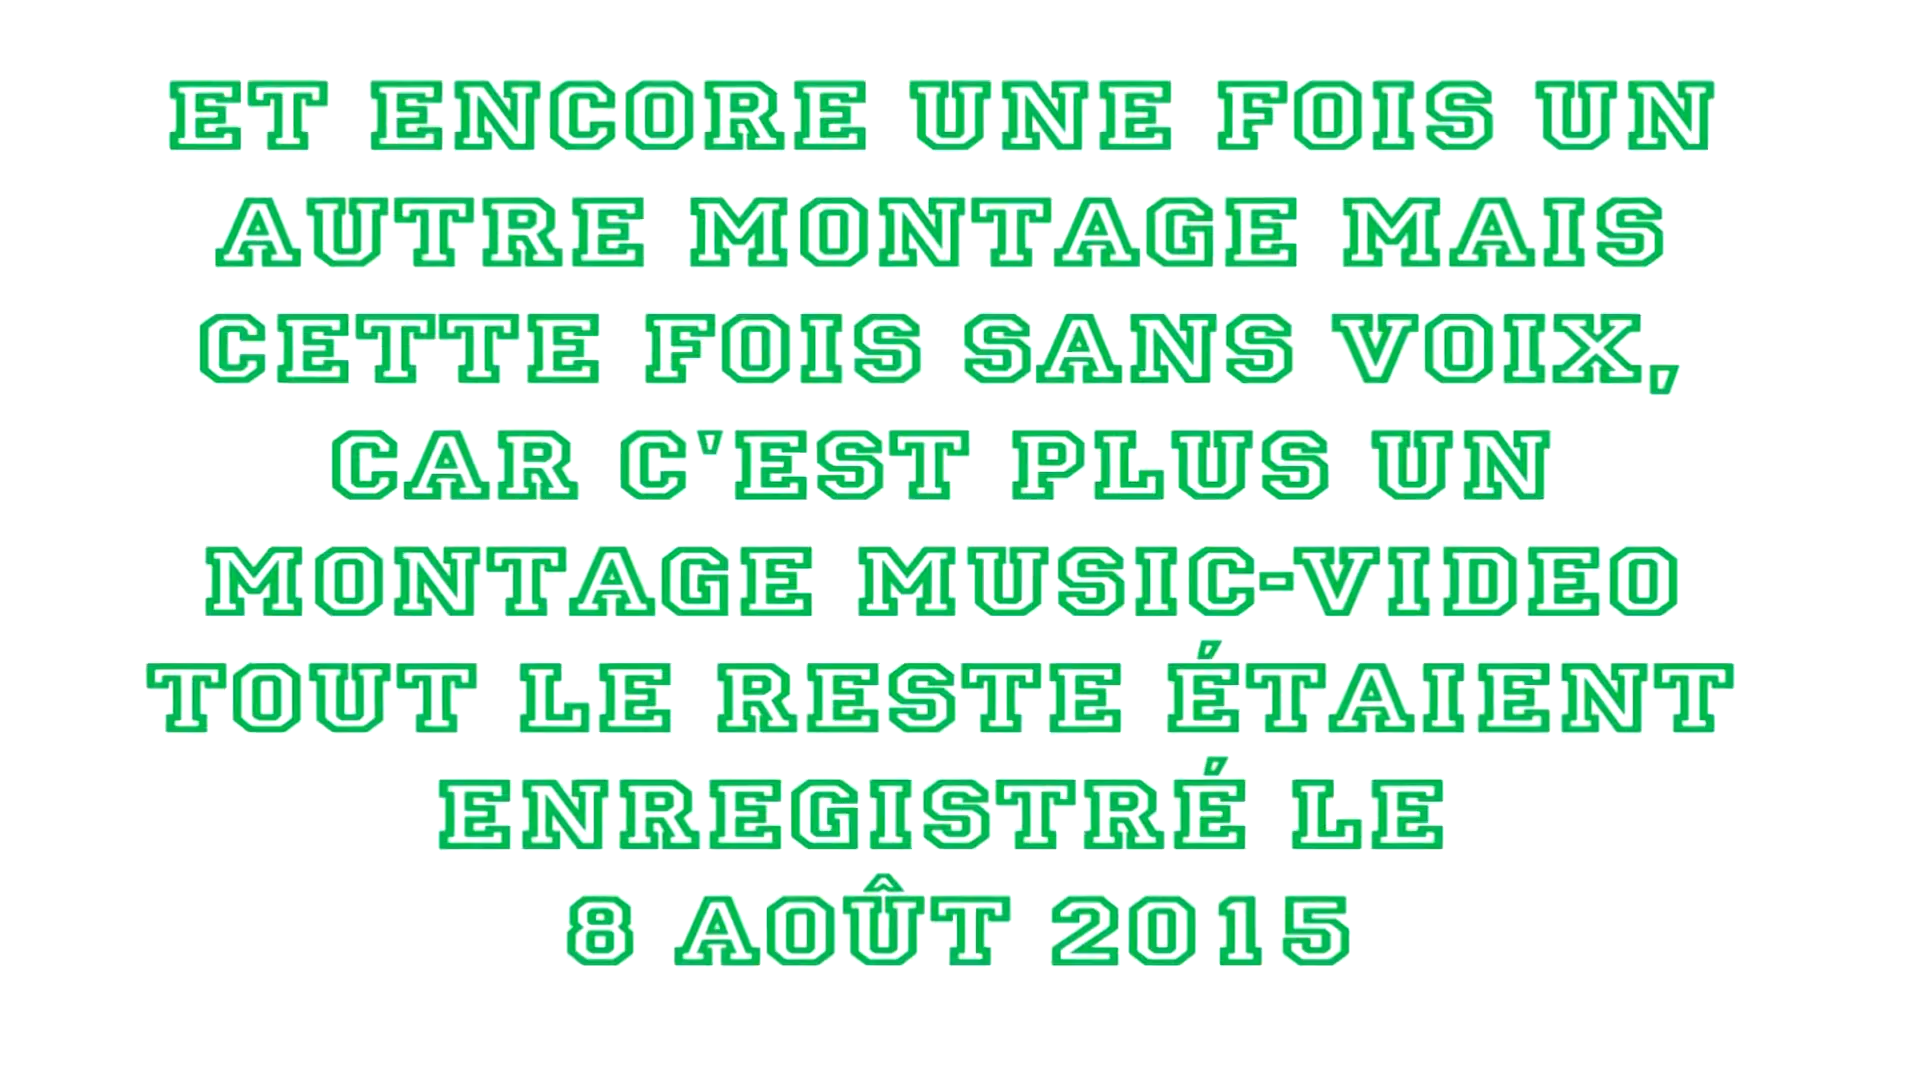 ET ENCORE UNE FOIS UN
AUTRE MONTAGE MAIS
CETTE FOIS SANS VOIX,
CAR C'EST PLUS UN
MONTAGE MUSIC-VIDEO
TOUT LE RESTE ÉTAIENT
ENREGISTRÉ LE
8 AOÛT 2015